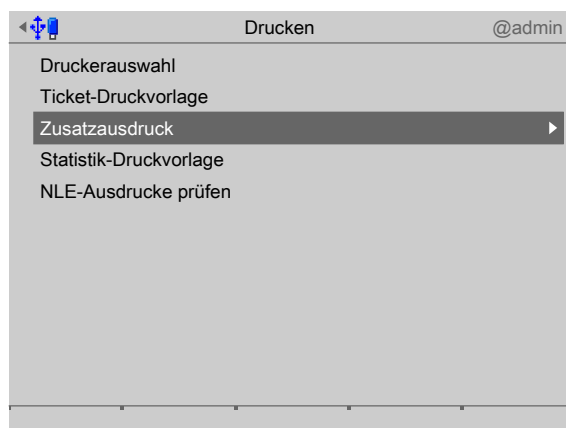 Drucken @admin
Druckerauswahl
Ticket-Druckvorlage
Zusatzausdruck
Statistik-Druckvorlage
NLE-Ausdrucke prüfen